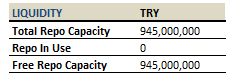 LIQUIDITY TRY
Total Repo Capacity 945,000,000
Repo In Use 0
Free Repo Capacity 945,000,000